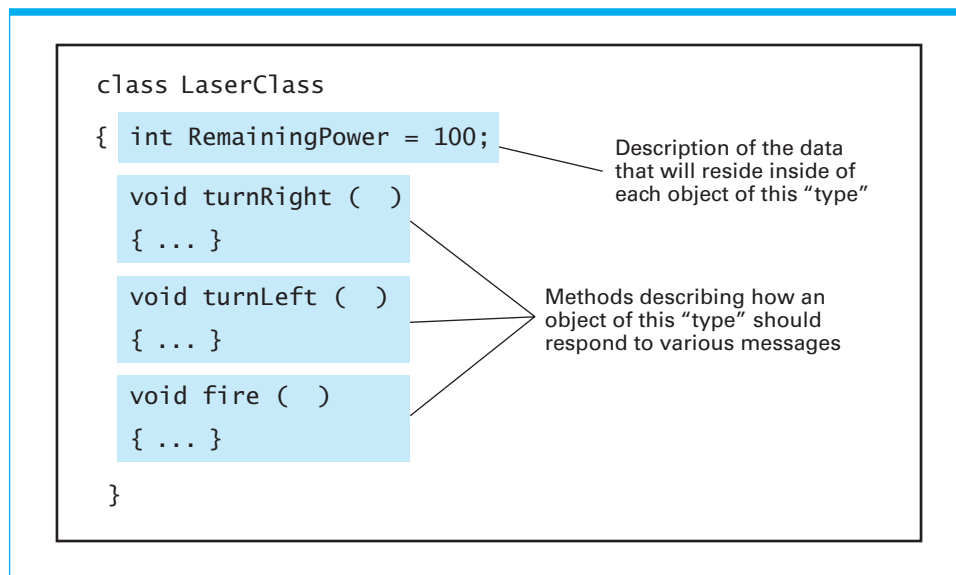 class LaserClass
{ int RemainingPower = 100;
Description of the data
that will reside inside of
each object of this “type”
void turnRight (  )
{ ... }
void turnLeft (  )
{ ... }
Methods describing how an
object of this “type” should
respond to various messages
void fire (  )
{ ... }
}